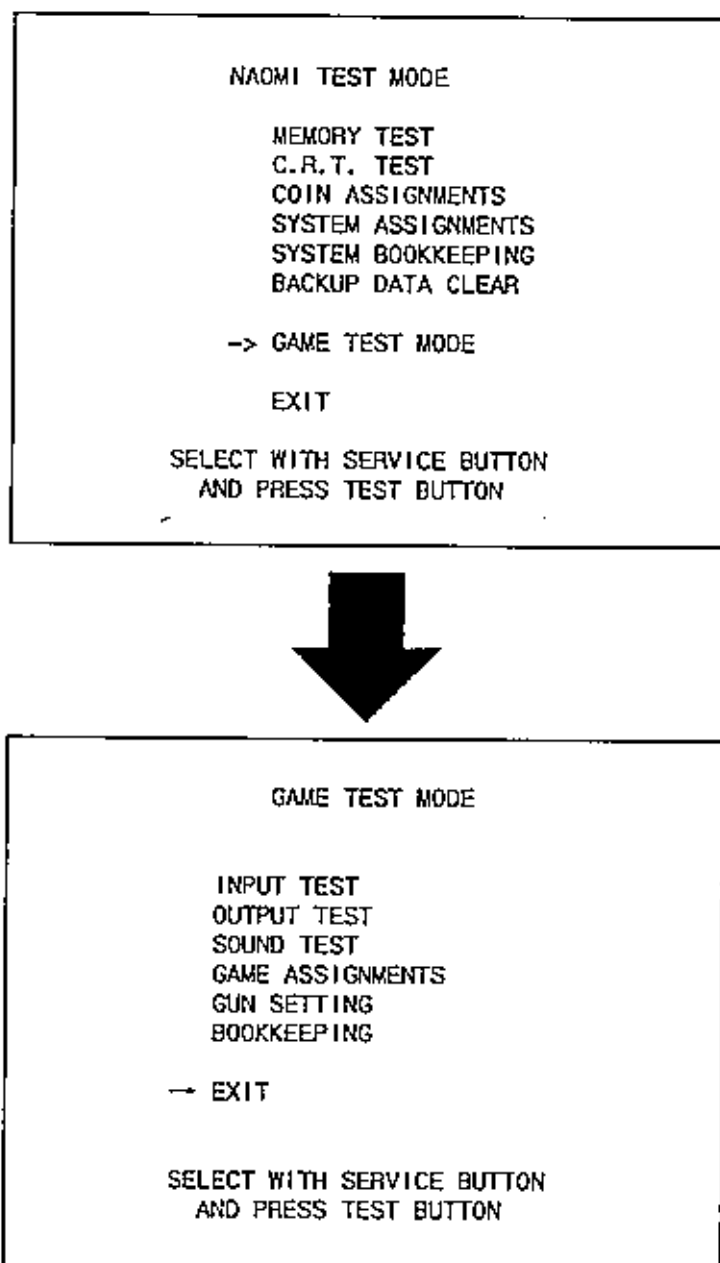 NAOMI TEST MODE
MEMORY TEST
C.R.T. TEST
COIN ASSIGNMENTS
SYSTEM ASSIGNMENTS
SYSTEM BOOKKEEPING
BACKUP DATA CLEAR
-> GAME TEST MODE
EXIT
SELECT WITH SERVICE BUTTON
AND PRESS TEST BUTTON
GAME TEST MODE
INPUT TEST
OUTPUT TEST
SOUND TEST
GAME ASSIGNMENTS
GUN SETTING
BOOKKEEPING
→ EXIT
SELECT WITH SERVICE BUTTON
AND PRESS TEST BUTTON